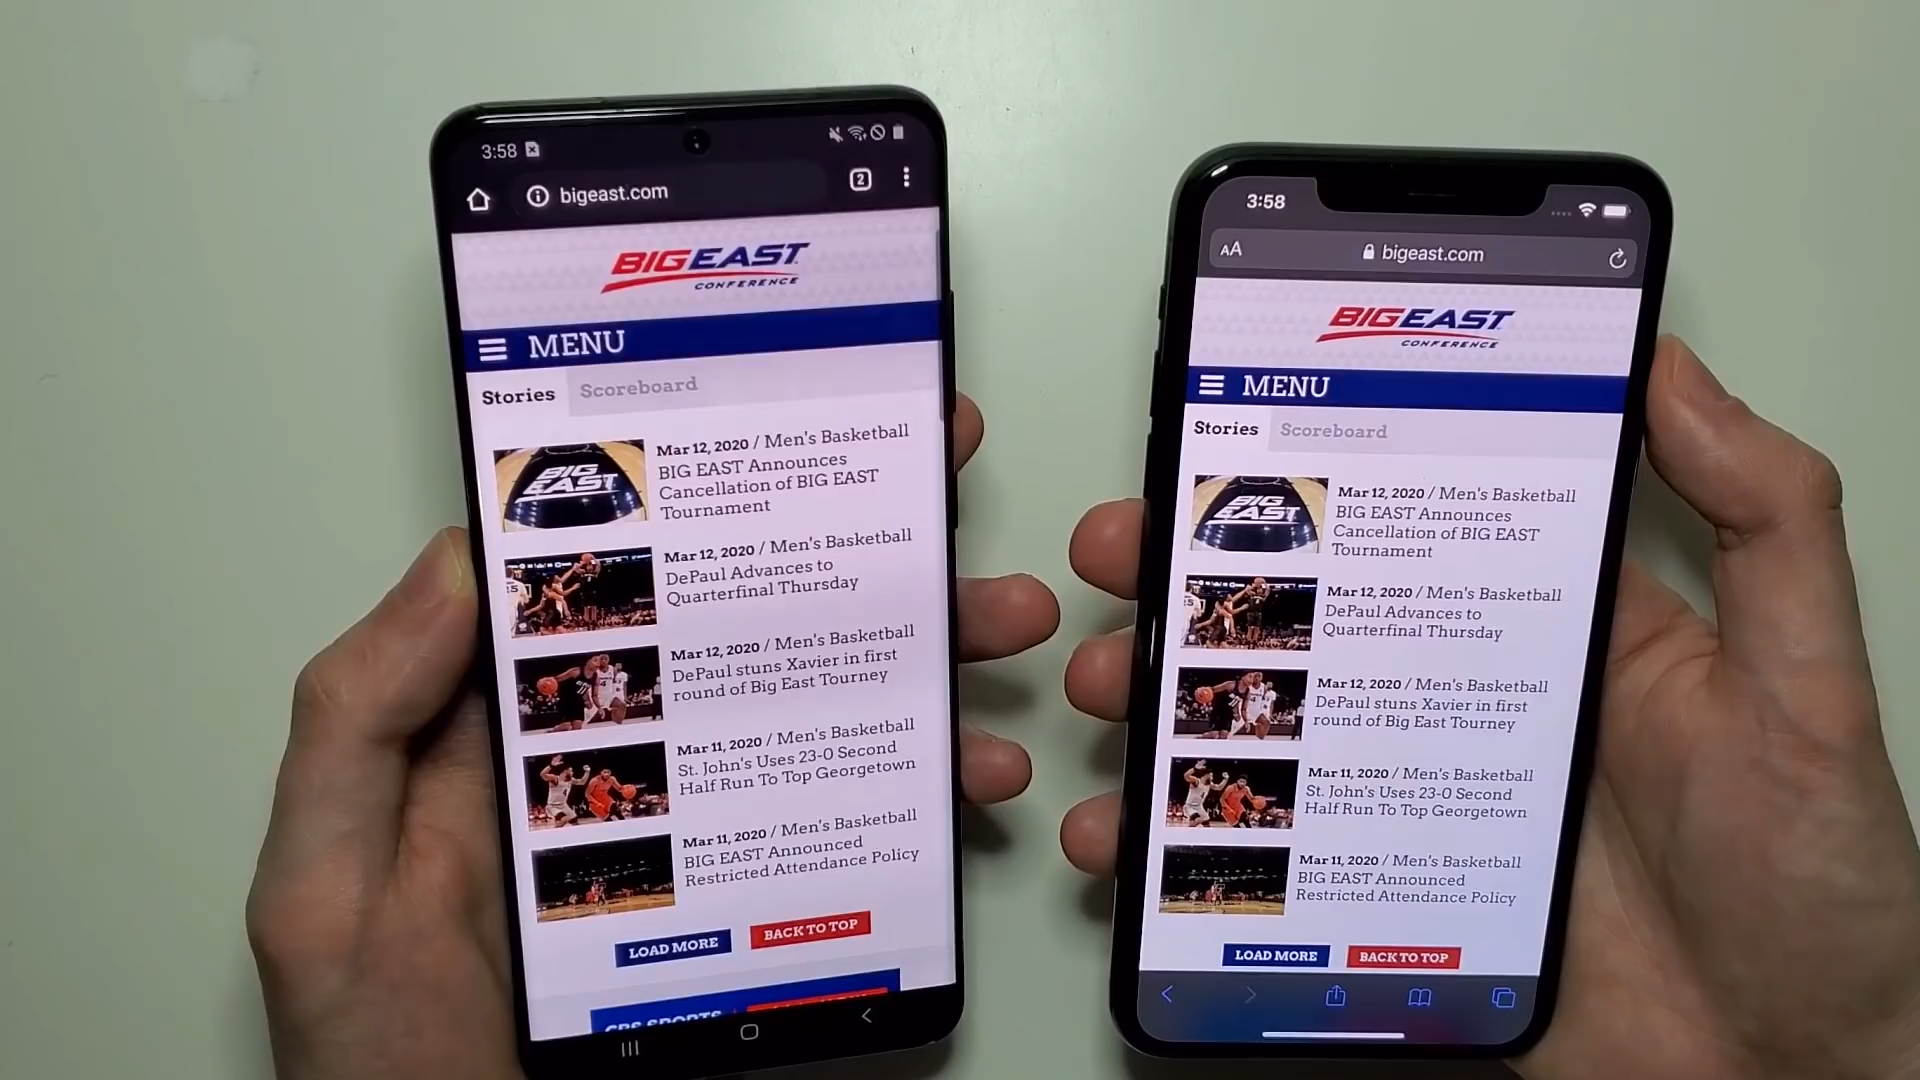 3:58
bigeast.com
2
BIGEAST
CONFERENCE
MENU
Stories
Scoreboard
BIG
EAST
Mar 12, 2020 / Men's Basketball
BIG EAST Announces
Cancellation of BIG EAST
Tournament
Mar 12, 2020 / Men's Basketball
DePaul Advances to
Quarterfinal Thursday
Mar 12, 2020 / Men's Basketball
DePaul stuns Xavier in first
round of Big East Tourney
Mar 11, 2020 / Men's Basketball
St. John's Uses 23-0 Second
Half Run To Top Georgetown
Mar 11, 2020 / Men's Basketball
BIG EAST Announced
Restricted Attendance Policy
LOAD MORE
BACK TO TOP
CBS SPORTS
3:58
AA
bigeast.com
BIGEAST
CONFERENCE
MENU
Stories
Scoreboard
BIG
EAST
Mar 12, 2020 / Men's Basketball
BIG EAST Announces
Cancellation of BIG EAST
Tournament
Mar 12, 2020 / Men's Basketball
DePaul Advances to
Quarterfinal Thursday
Mar 12, 2020 / Men's Basketball
DePaul stuns Xavier in first
round of Big East Tourney
Mar 11, 2020 / Men's Basketball
St. John's Uses 23-0 Second
Half Run To Top Georgetown
Mar 11, 2020 / Men's Basketball
BIG EAST Announced
Restricted Attendance Policy
LOAD MORE
BACK TO TOP